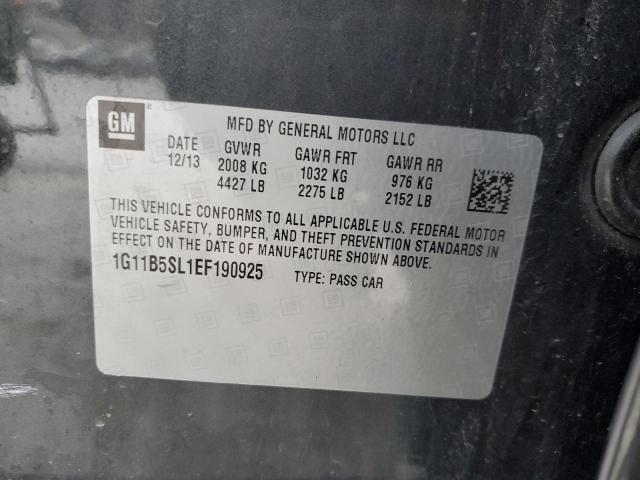 GM
MFD BY GENERAL MOTORS LLC
DATE GVWR GAWR FRT GAWR RR
12/13 2008 KG 1032 KG 976 KG
4427 LB 2275 LB 2152 LB
THIS VEHICLE CONFORMS TO ALL APPLICABLE U.S. FEDERAL MOTOR
VEHICLE SAFETY, BUMPER, AND THEFT PREVENTION STANDARDS IN
EFFECT ON THE DATE OF MANUFACTURE SHOWN ABOVE.
1G11B5SL1EF190925 TYPE: PASS CAR